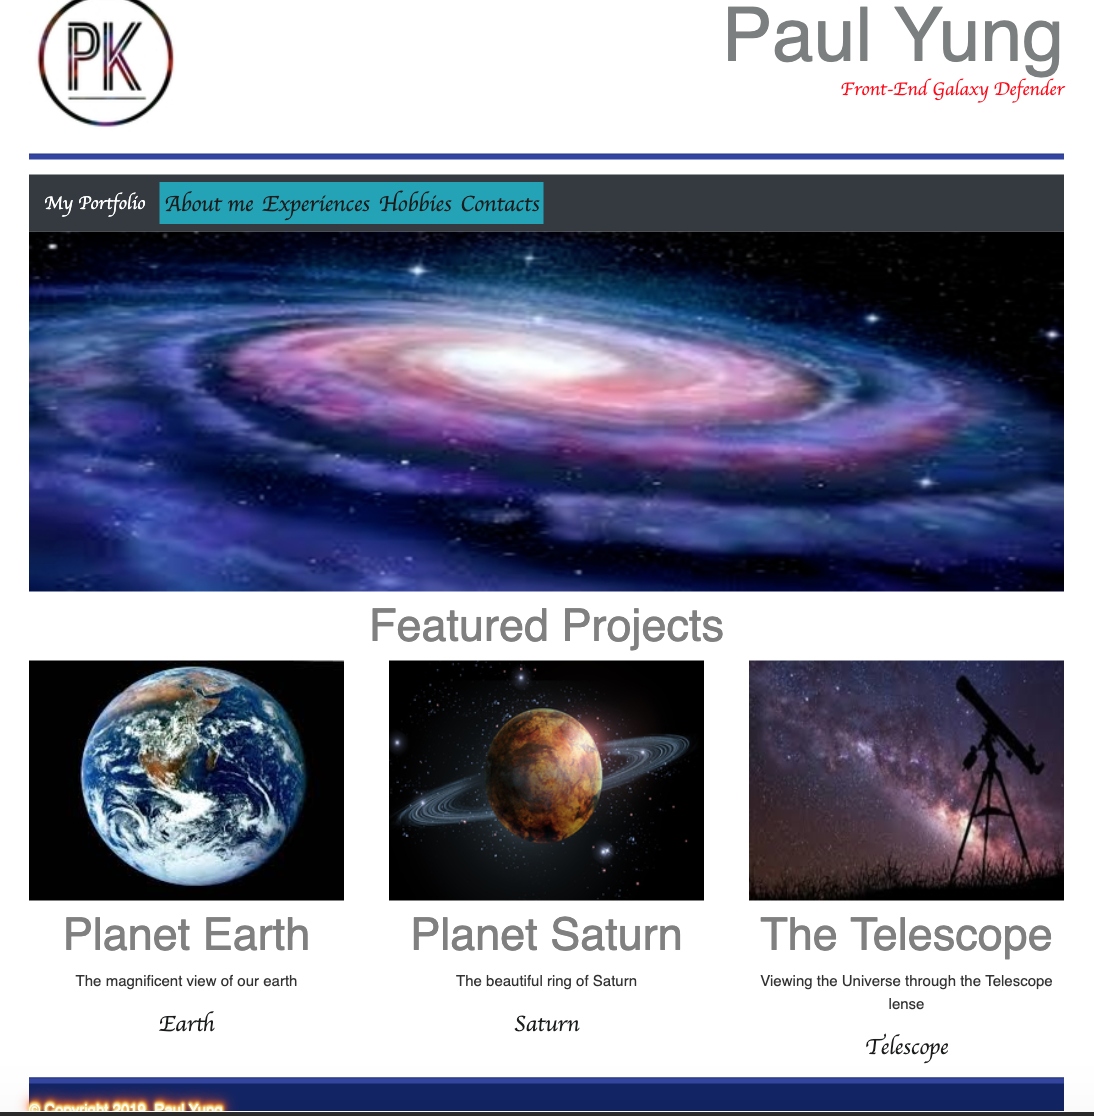 PK
Paul Yung
Front-End Galaxy Defender
My Portfolio About me Experiences Hobbies Contacts
Featured Projects
Planet Earth
The magnificent view of our earth
Earth
Planet Saturn
The beautiful ring of Saturn
Saturn
The Telescope
Viewing the Universe through the Telescope
lense
Telescope
© Copyright 2019. Paul Yung